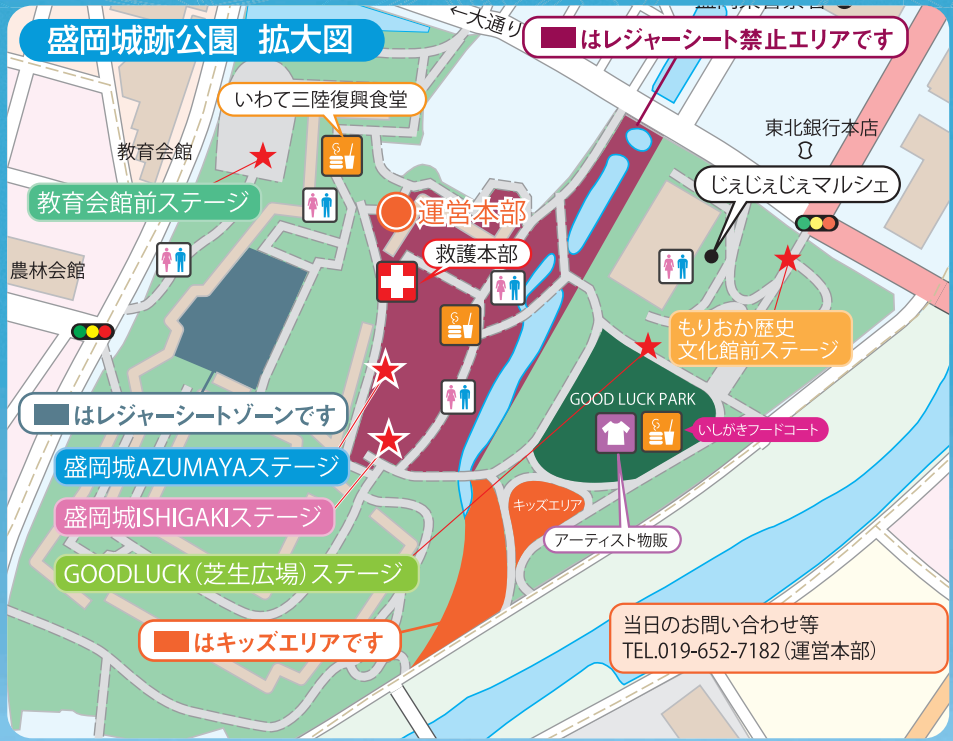 盛岡城跡公園 拡大図
←大通り
■はレジャーシート禁止エリアです
いわて三陸復興食堂
教育会館
東北銀行本店
じぇじぇじぇマルシェ
教育会館前ステージ
運営本部
救護本部
農林会館
もりおか歴史
文化館前ステージ
GOOD LUCK PARK
■はレジャーシートゾーンです
いしがきフードコート
盛岡城AZUMAYAステージ
キッズエリア
盛岡城ISHIGAKIステージ
アーティスト物販
GOODLUCK(芝生広場)ステージ
■はキッズエリアです
当日のお問い合わせ等
TEL.019-652-7182(運営本部)